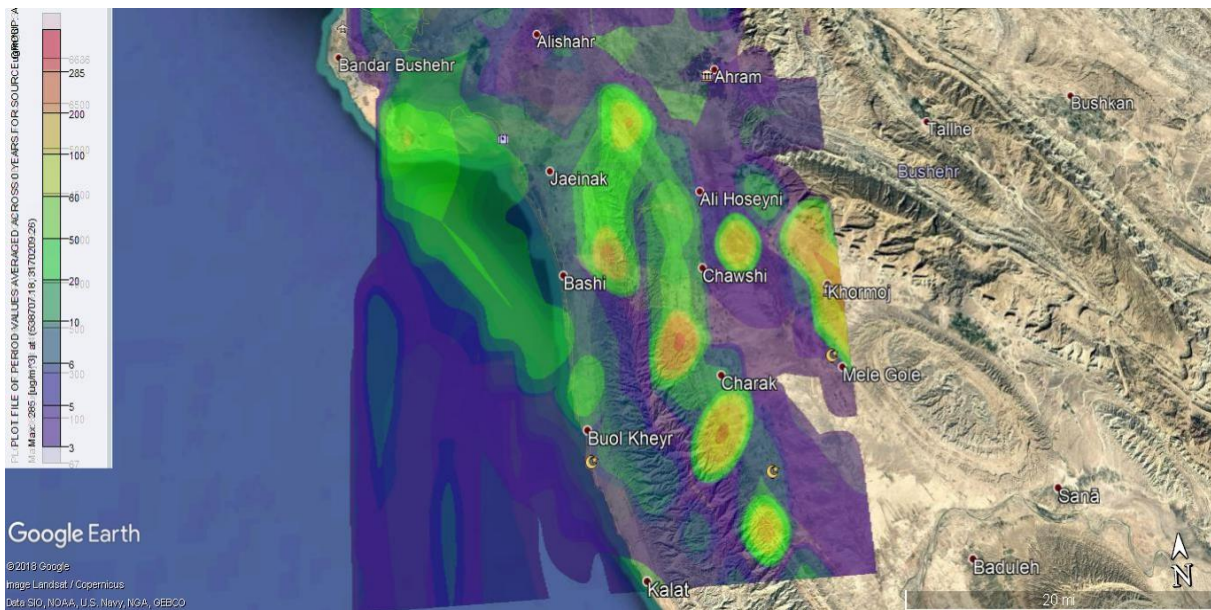 PLOT FILE OF PERIOD VALUES AVERAGED ACROSS 0 YEARS FOR SOURCE GROUP: A
Max: 285 [ug/m^3] at (538707.18, 3170209.26)
285
200
100
60
50
20
10
6
5
3
Alishahr
Bandar Bushehr
Ahram
Bushkan
Tallhe
Bushehr
Jaeinak
Ali Hoseyni
Chawshi
Bashi
Khormoj
Mele Gole
Charak
Buol Kheyr
Sanā
Baduleh
Kalat
Google Earth
©2018 Google
Image Landsat / Copernicus
Data SIO, NOAA, U.S. Navy, NGA, GEBCO
N
20 mi